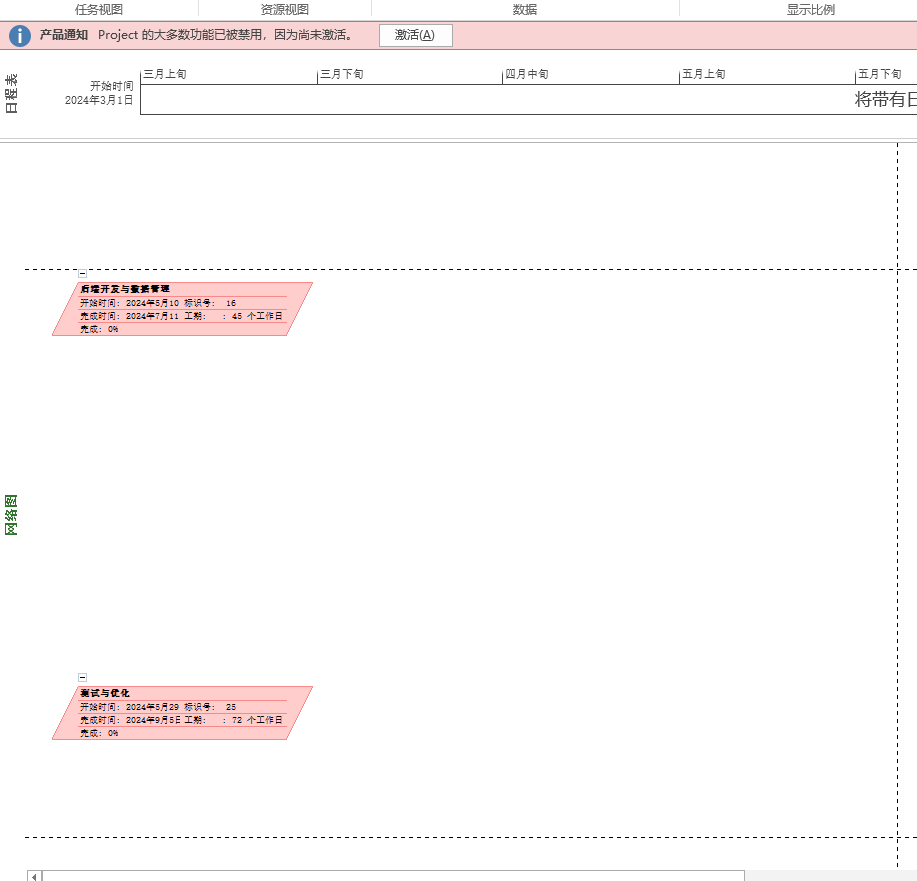 任务视图 资源视图 数据 显示比例
产品通知 Project 的大多数功能已被禁用，因为尚未激活。 激活(A)
日程表
开始时间
2024年3月1日
三月上旬 三月下旬 四月中旬 五月上旬 五月下旬
将带有日
网络图
后端开发与数据管理
开始时间: 2024年5月10 标识号: 16
完成时间: 2024年7月11 工期: : 45 个工作日
完成: 0%
测试与优化
开始时间: 2024年5月29 标识号: 25
完成时间: 2024年9月5日 工期: : 72 个工作日
完成: 0%